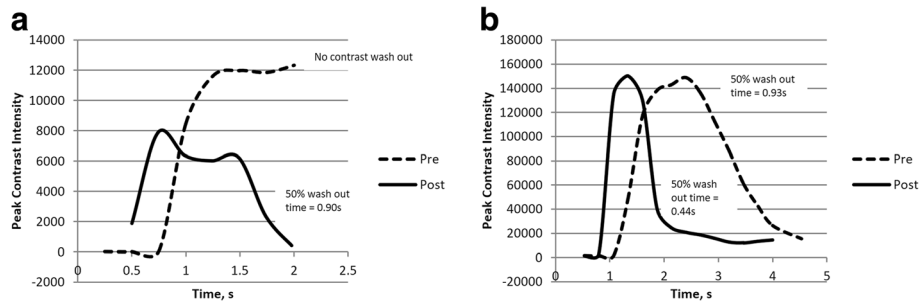 a
14000
12000
10000
8000
6000
4000
2000
0
-2000
Peak Contrast Intensity
0
0.5
1
1.5
2
2.5
Time, s
No contrast wash out
50% wash out
time = 0.90s
Pre
Post
b
180000
160000
140000
120000
100000
80000
60000
40000
20000
0
-20000
Peak Contrast Intensity
0
1
2
3
4
5
Time, s
50% wash out
time = 0.93s
50% wash
out time =
0.44s
Pre
Post